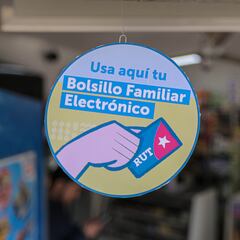 Usa aquí tu
Bolsillo Familiar
Electrónico
RUT